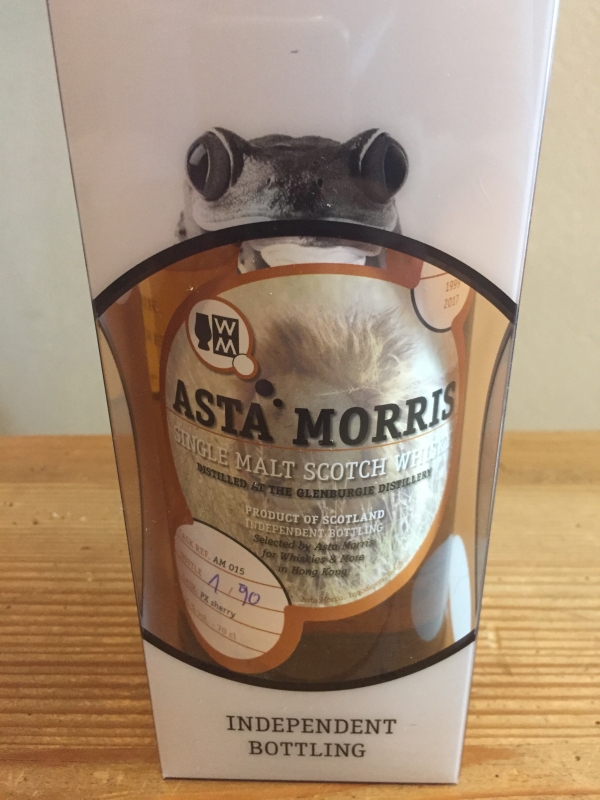 1995
2017
W
M
ASTA MORRIS
SINGLE MALT SCOTCH WHISKY
DISTILLED AT THE GLENBURGIE DISTILLERY
PRODUCT OF SCOTLAND
INDEPENDENT BOTTLING
Selected by Asta Morris
for Whiskies & More
in Hong Kong
REF. AM 015
1 / 90
PX sherry
70 cl
INDEPENDENT
BOTTLING